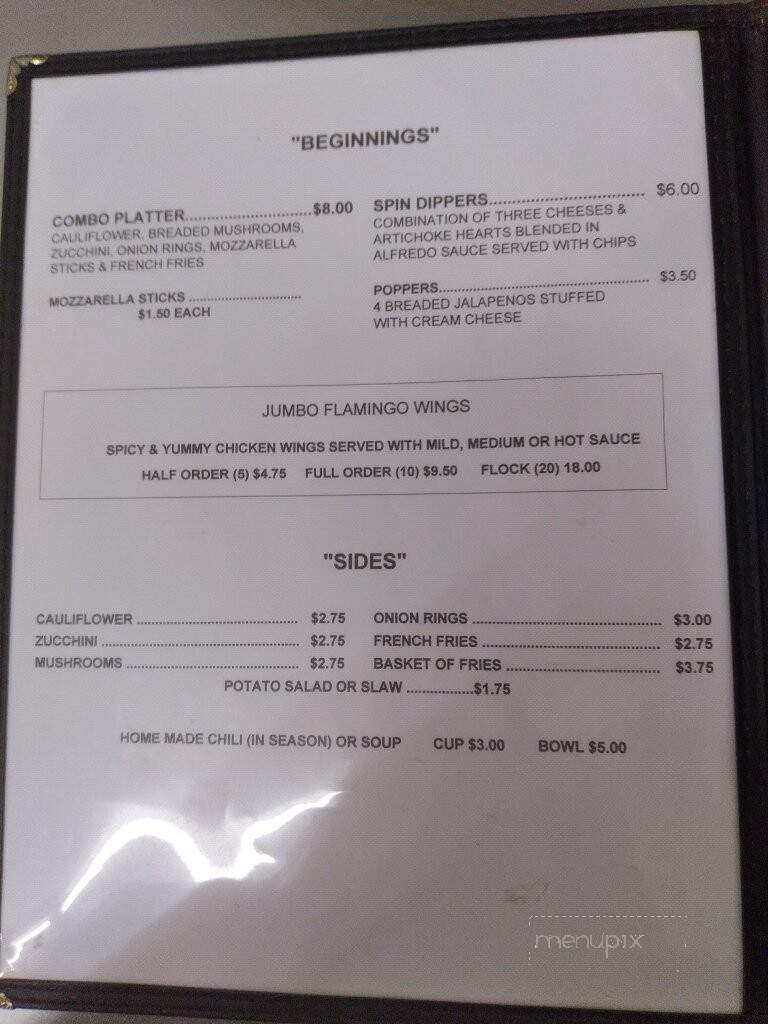 "BEGINNINGS"
COMBO PLATTER..............................$8.00
CAULIFLOWER, BREADED MUSHROOMS,
ZUCCHINI, ONION RINGS, MOZZARELLA
STICKS & FRENCH FRIES
MOZZARELLA STICKS ............................
$1.50 EACH
SPIN DIPPERS.................................... $6.00
COMBINATION OF THREE CHEESES &
ARTICHOKE HEARTS BLENDED IN
ALFREDO SAUCE SERVED WITH CHIPS
POPPERS.................................................... $3.50
4 BREADED JALAPENOS STUFFED
WITH CREAM CHEESE
JUMBO FLAMINGO WINGS
SPICY & YUMMY CHICKEN WINGS SERVED WITH MILD, MEDIUM OR HOT SAUCE
HALF ORDER (5) $4.75 FULL ORDER (10) $9.50 FLOCK (20) 18.00
"SIDES"
CAULIFLOWER ........................................ $2.75 ONION RINGS ............................................... $3.00
ZUCCHINI ................................................. $2.75 FRENCH FRIES ............................................. $2.75
MUSHROOMS ........................................... $2.75 BASKET OF FRIES ....................................... $3.75
POTATO SALAD OR SLAW .................$1.75
HOME MADE CHILI (IN SEASON) OR SOUP CUP $3.00 BOWL $5.00
menupix